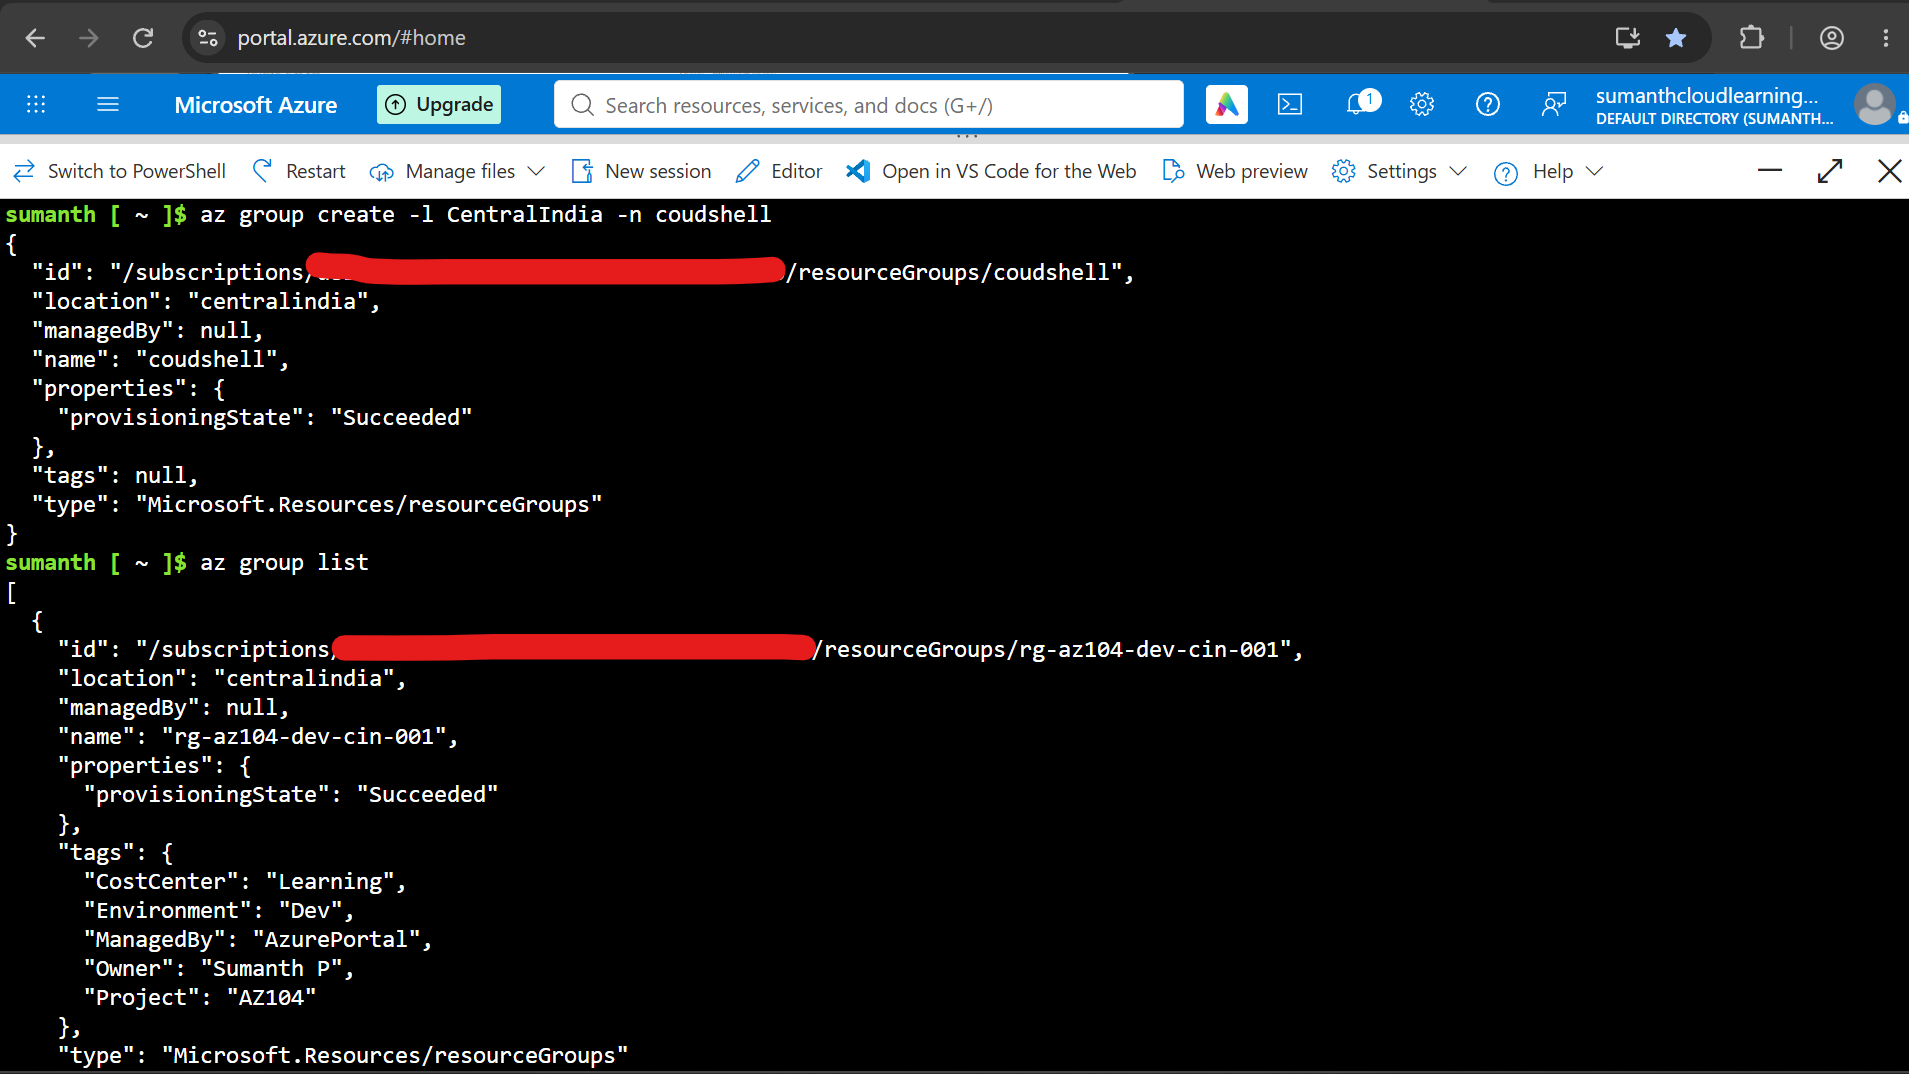 portal.azure.com/#home
Microsoft Azure
Upgrade
Search resources, services, and docs (G+/)
1
sumanthcloudlearning...
DEFAULT DIRECTORY (SUMANTH...
Switch to PowerShell
Restart
Manage files
New session
Editor
Open in VS Code for the Web
Web preview
Settings
Help
sumanth [ ~ ]$ az group create -l CentralIndia -n coudshell
{
  "id": "/subscriptions/ /resourceGroups/coudshell",
  "location": "centralindia",
  "managedBy": null,
  "name": "coudshell",
  "properties": {
    "provisioningState": "Succeeded"
  },
  "tags": null,
  "type": "Microsoft.Resources/resourceGroups"
}
sumanth [ ~ ]$ az group list
[
  {
    "id": "/subscriptions/ /resourceGroups/rg-az104-dev-cin-001",
    "location": "centralindia",
    "managedBy": null,
    "name": "rg-az104-dev-cin-001",
    "properties": {
      "provisioningState": "Succeeded"
    },
    "tags": {
      "CostCenter": "Learning",
      "Environment": "Dev",
      "ManagedBy": "AzurePortal",
      "Owner": "Sumanth P",
      "Project": "AZ104"
    },
    "type": "Microsoft.Resources/resourceGroups"